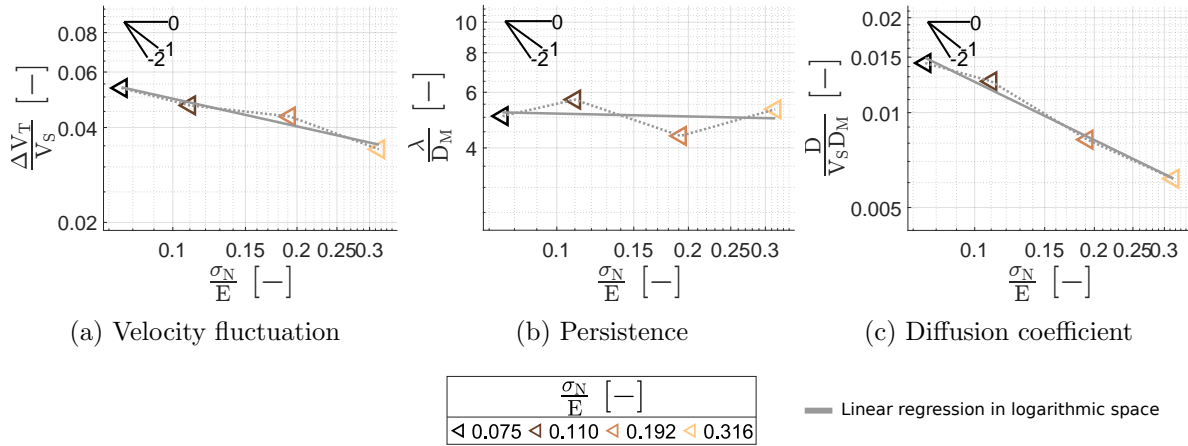 0
-1
-2
0.08
0.06
0.04
0.02
ΔV_T / V_S [−]
0.1 0.15 0.2 0.25 0.3
σ_N / E [−]
(a) Velocity fluctuation
0
-1
-2
10
8
6
4
λ / D_M [−]
0.1 0.15 0.2 0.25 0.3
σ_N / E [−]
(b) Persistence
0
-1
-2
0.02
0.015
0.01
0.005
D / V_S D_M [−]
0.1 0.15 0.2 0.25 0.3
σ_N / E [−]
(c) Diffusion coefficient
σ_N / E [−]
0.075 0.110 0.192 0.316
Linear regression in logarithmic space